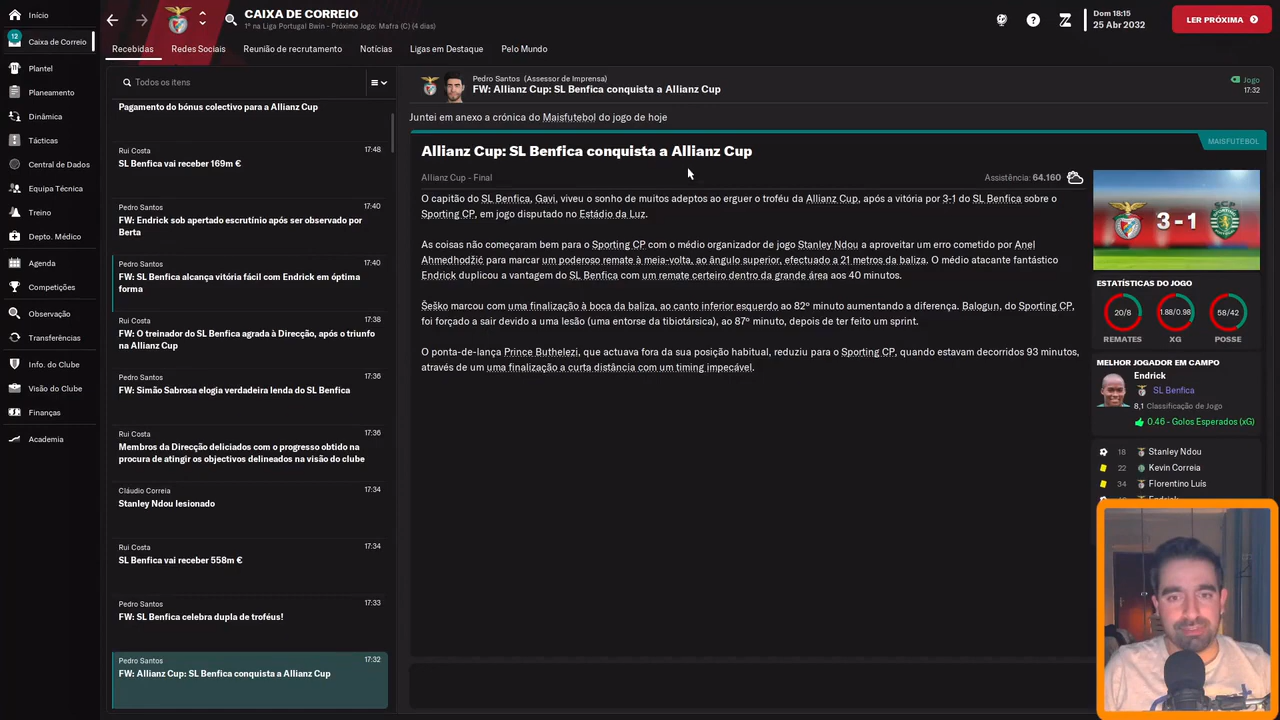 Início
CAIXA DE CORREIO
1º na Liga Portugal Bwin - Próximo Jogo: Mafra (C) (4 dias)
Dom 18:15
25 Abr 2032
LER PRÓXIMA
12
Caixa de Correio
Recebidas
Redes Sociais
Reunião de recrutamento
Notícias
Ligas em Destaque
Pelo Mundo
Plantel
Planeamento
Dinâmica
Tácticas
Central de Dados
Equipa Técnica
Treino
Depto. Médico
Agenda
Competições
Observação
Transferências
Info. do Clube
Visão do Clube
Finanças
Academia
Todos os itens
Pagamento do bónus colectivo para a Allianz Cup
Rui Costa
17:48
SL Benfica vai receber 169m €
Pedro Santos
17:40
FW: Endrick sob apertado escrutínio após ser observado por
Berta
Pedro Santos
17:40
FW: SL Benfica alcança vitória fácil com Endrick em óptima
forma
Rui Costa
17:38
FW: O treinador do SL Benfica agrada à Direcção, após o triunfo
na Allianz Cup
Pedro Santos
17:36
FW: Simão Sabrosa elogia verdadeira lenda do SL Benfica
Rui Costa
17:36
Membros da Direcção deliciados com o progresso obtido na
procura de atingir os objectivos delineados na visão do clube
Cláudio Correia
17:34
Stanley Ndou lesionado
Rui Costa
17:34
SL Benfica vai receber 558m €
Pedro Santos
17:33
FW: SL Benfica celebra dupla de troféus!
Pedro Santos
17:32
FW: Allianz Cup: SL Benfica conquista a Allianz Cup
Pedro Santos (Assessor de Imprensa)
FW: Allianz Cup: SL Benfica conquista a Allianz Cup
Jogo
17:32
Juntei em anexo a crónica do Maisfutebol do jogo de hoje
MAISFUTEBOL
Allianz Cup: SL Benfica conquista a Allianz Cup
Allianz Cup - Final
Assistência: 64.160
O capitão do SL Benfica, Gavi, viveu o sonho de muitos adeptos ao erguer o troféu da Allianz Cup, após a vitória por 3-1 do SL Benfica sobre o
Sporting CP, em jogo disputado no Estádio da Luz.
As coisas não começaram bem para o Sporting CP com o médio organizador de jogo Stanley Ndou a aproveitar um erro cometido por Anel
Ahmedhodžić para marcar um poderoso remate à meia-volta, ao ângulo superior, efectuado a 21 metros da baliza. O médio atacante fantástico
Endrick duplicou a vantagem do SL Benfica com um remate certeiro dentro da grande área aos 40 minutos.
Šeško marcou com uma finalização à boca da baliza, ao canto inferior esquerdo ao 82º minuto aumentando a diferença. Balogun, do Sporting CP,
foi forçado a sair devido a uma lesão (uma entorse da tibiotársica), ao 87º minuto, depois de ter feito um sprint.
O ponta-de-lança Prince Buthelezi, que actuava fora da sua posição habitual, reduziu para o Sporting CP, quando estavam decorridos 93 minutos,
através de um uma finalização a curta distância com um timing impecável.
3-1
ESTATÍSTICAS DO JOGO
20/8
1.88/0.98
58/42
REMATES
XG
POSSE
MELHOR JOGADOR EM CAMPO
Endrick
SL Benfica
8,1 Classificação de Jogo
0.46 - Golos Esperados (xG)
18 Stanley Ndou
22 Kevin Correia
34 Florentino Luís